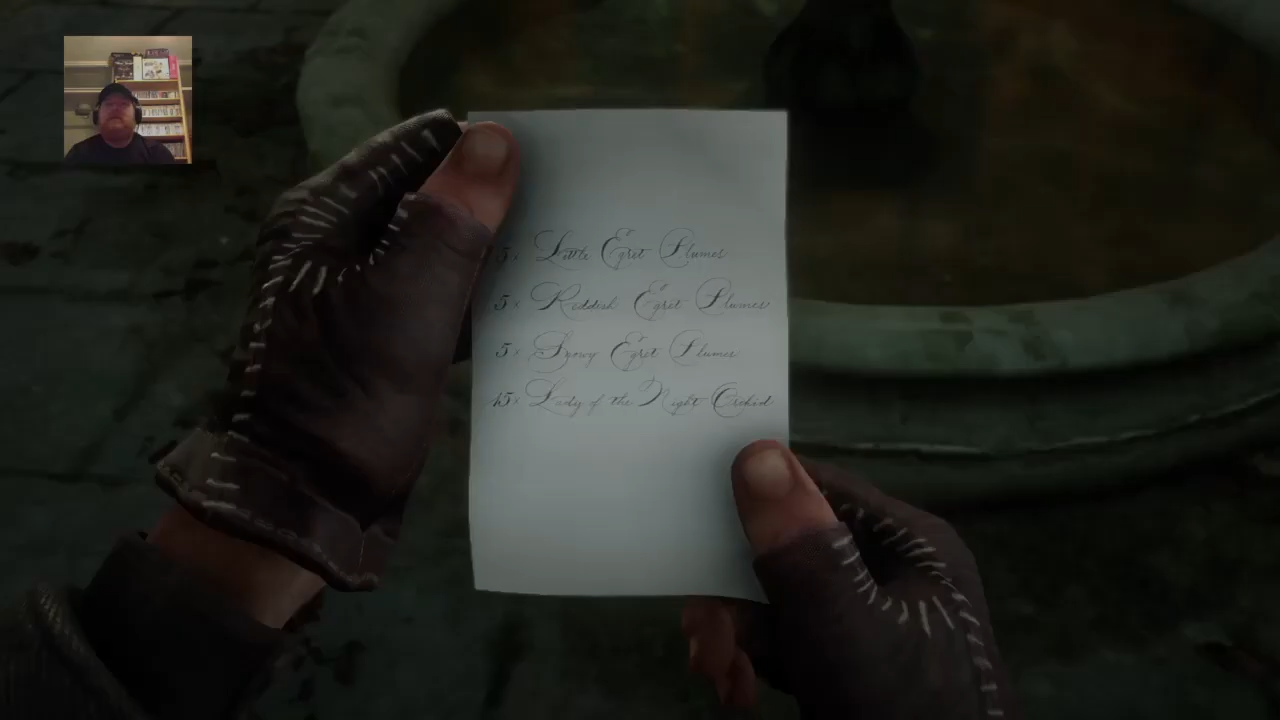 5x Little Egret Plumes
5x Reddish Egret Plumes
5x Snowy Egret Plumes
15x Lady of the Night Orchid